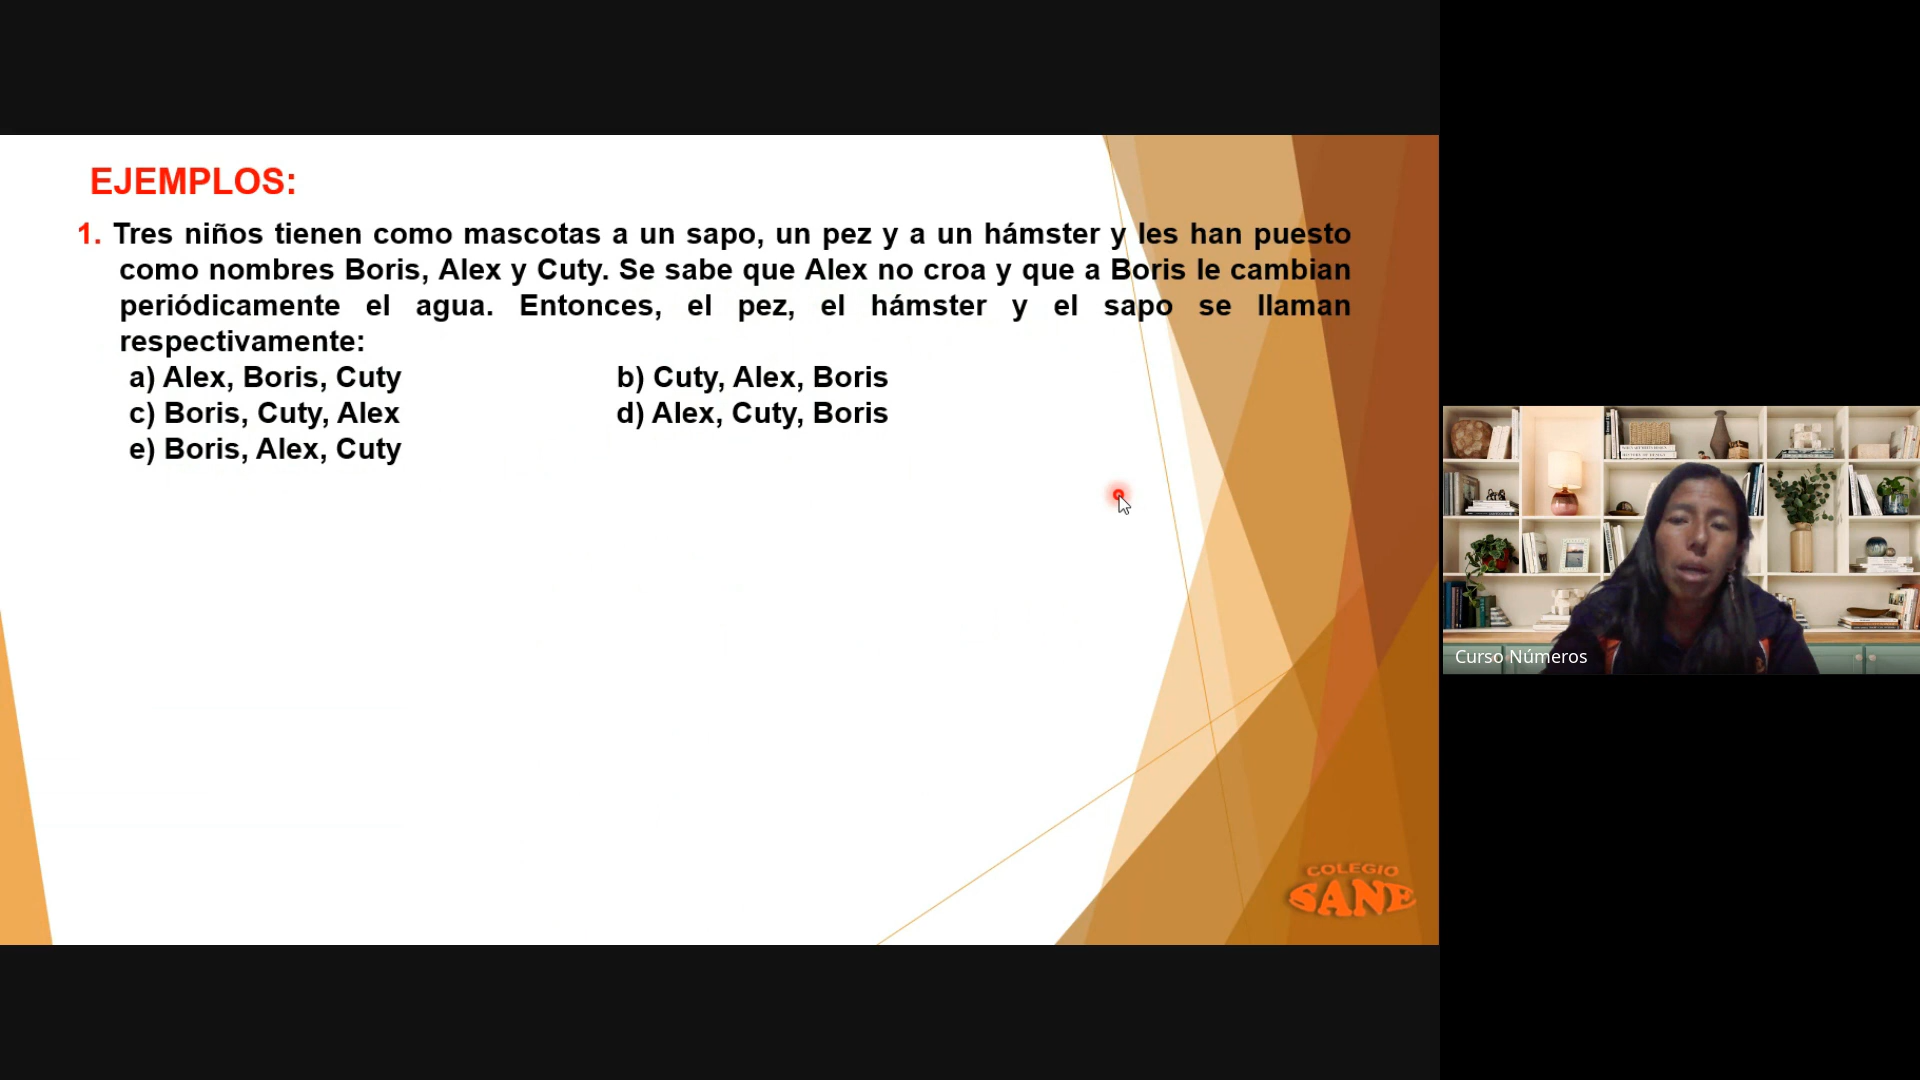 EJEMPLOS:
1. Tres niños tienen como mascotas a un sapo, un pez y a un hámster y les han puesto
como nombres Boris, Alex y Cuty. Se sabe que Alex no croa y que a Boris le cambian
periódicamente el agua. Entonces, el pez, el hámster y el sapo se llaman
respectivamente:
a) Alex, Boris, Cuty b) Cuty, Alex, Boris
c) Boris, Cuty, Alex d) Alex, Cuty, Boris
e) Boris, Alex, Cuty
COLEGIO
SANE
Curso Números